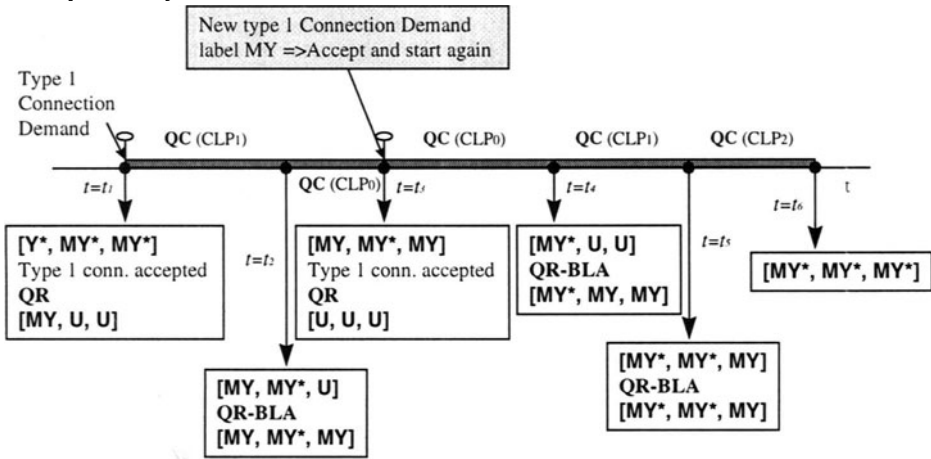 New type 1 Connection Demand
label MY =>Accept and start again
Type 1
Connection
Demand
QC (CLP1)
QC (CLP0)
QC (CLP1)
QC (CLP2)
t=t1
QC (CLP0)
t=t3
t=t4
t
t=t6
t=t2
t=t5
[Y*, MY*, MY*]
Type 1 conn. accepted
QR
[MY, U, U]
[MY, MY*, MY]
Type 1 conn. accepted
QR
[U, U, U]
[MY*, U, U]
QR-BLA
[MY*, MY, MY]
[MY*, MY*, MY*]
[MY, MY*, U]
QR-BLA
[MY, MY*, MY]
[MY*, MY*, MY]
QR-BLA
[MY*, MY*, MY]